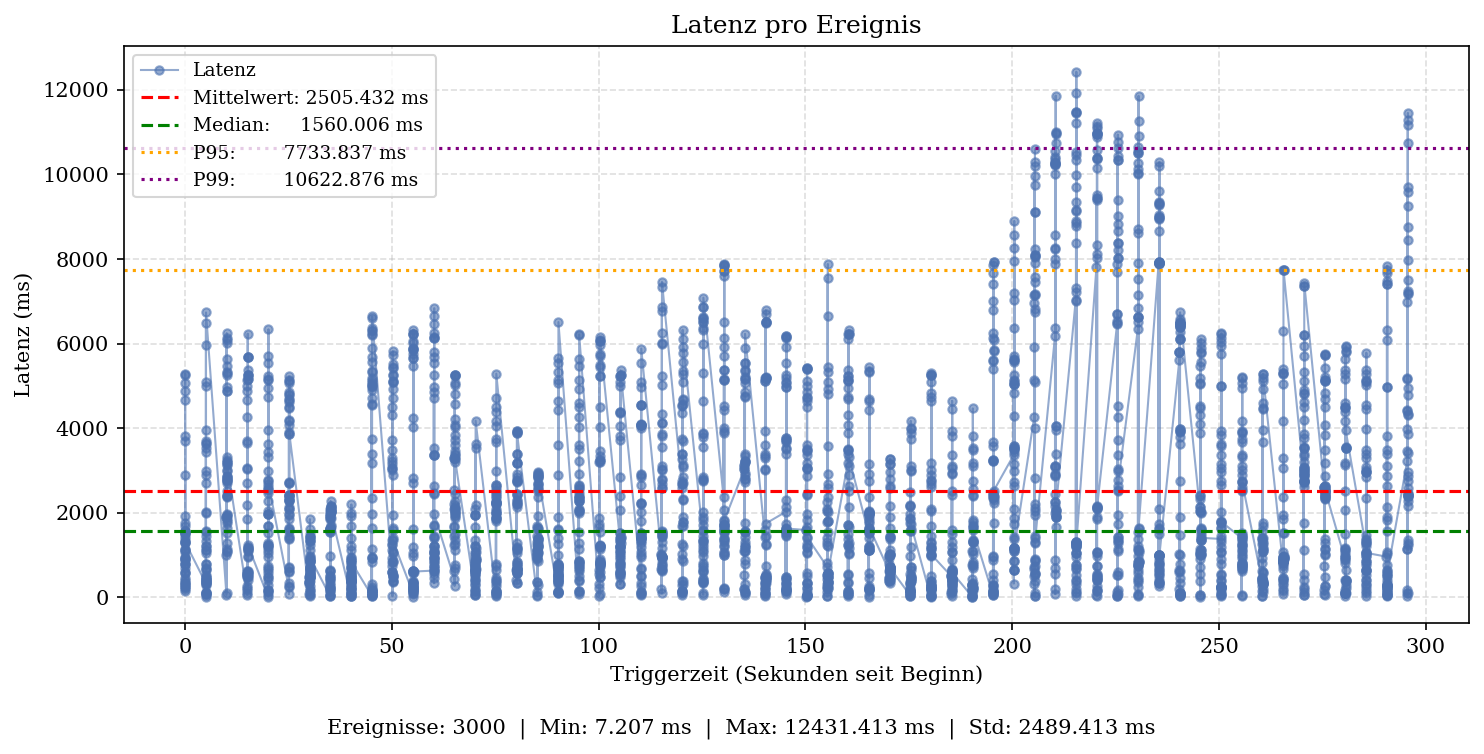 Latenz pro Ereignis
Latenz (ms)
12000
10000
8000
6000
4000
2000
0
Latenz
Mittelwert: 2505.432 ms
Median: 1560.006 ms
P95: 7733.837 ms
P99: 10622.876 ms
0 50 100 150 200 250 300
Triggerzeit (Sekunden seit Beginn)
Ereignisse: 3000 | Min: 7.207 ms | Max: 12431.413 ms | Std: 2489.413 ms